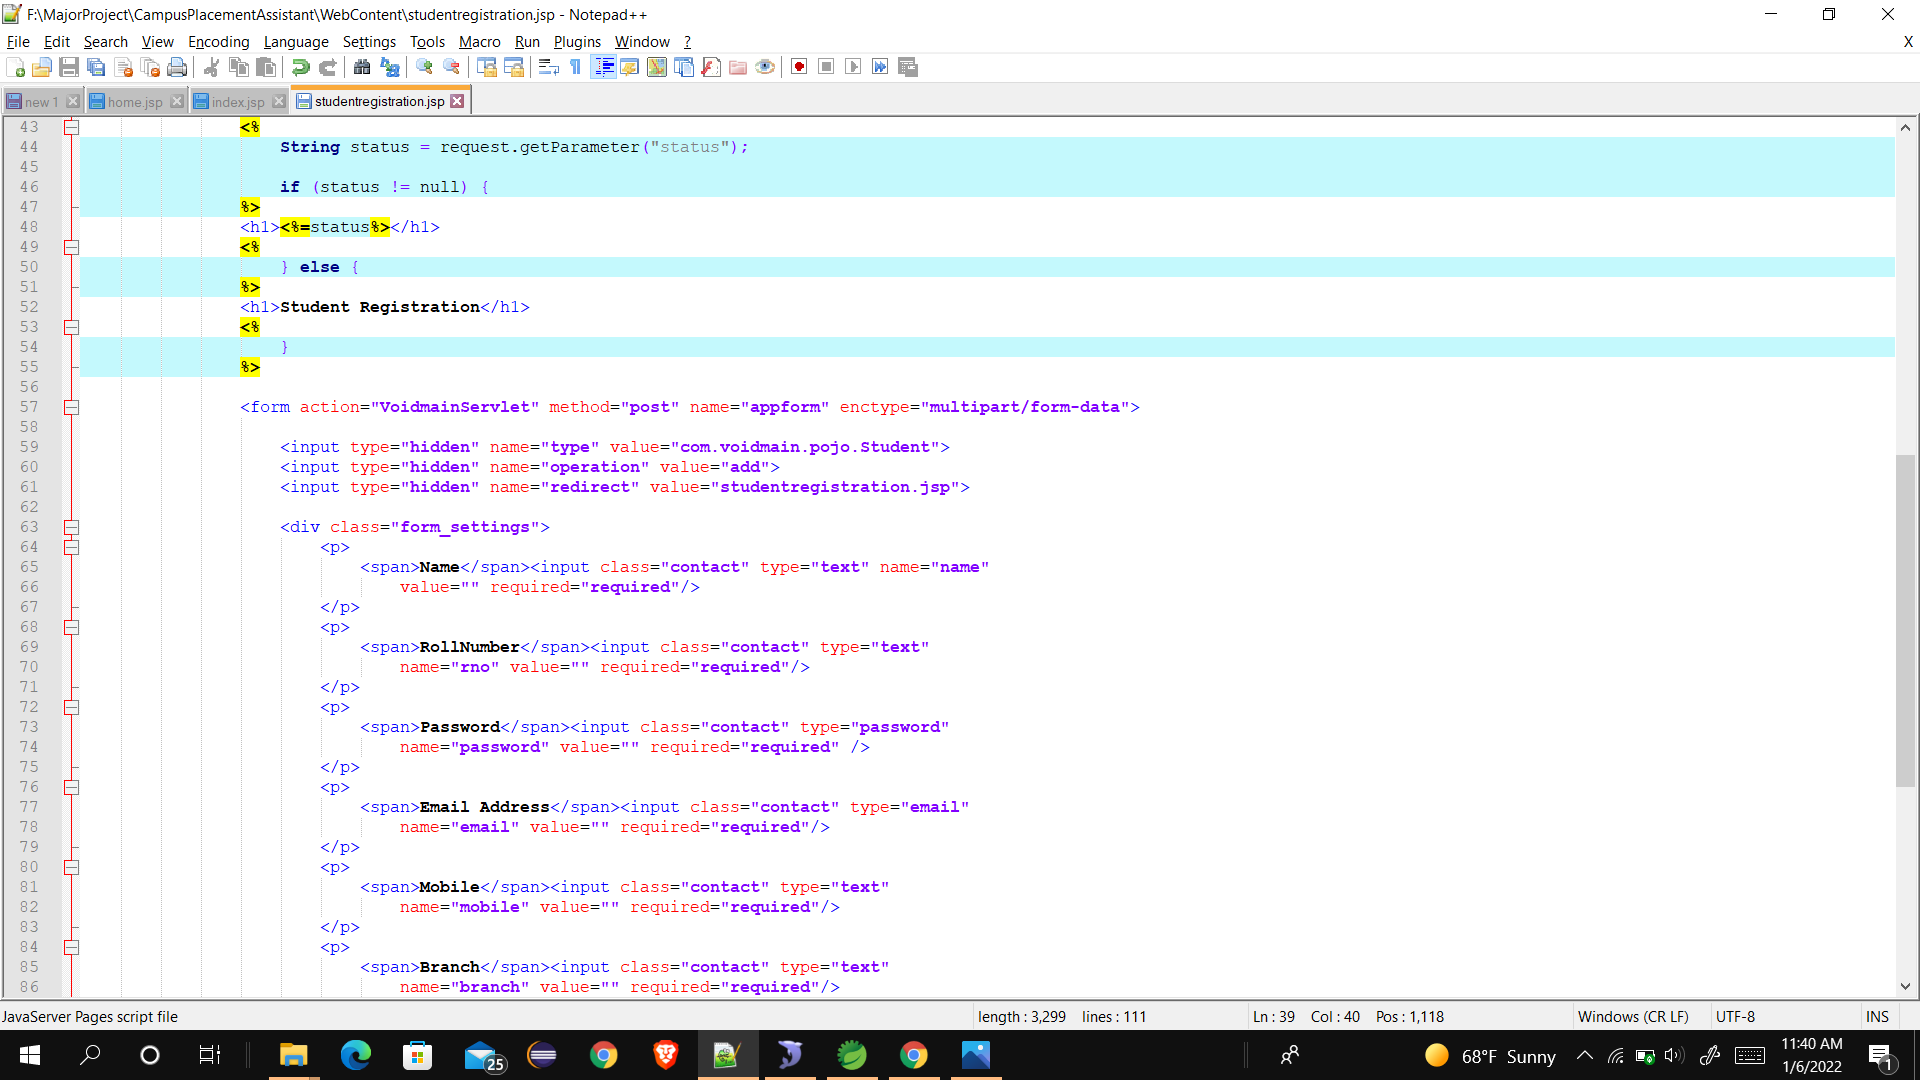 F:\MajorProject\CampusPlacementAssistant\WebContent\studentregistration.jsp - Notepad++
File Edit Search View Encoding Language Settings Tools Macro Run Plugins Window ? X
new 1 home.jsp index.jsp studentregistration.jsp
43 <%
44 String status = request.getParameter("status");
45
46 if (status != null) {
47 %>
48 <h1><%=status%></h1>
49 <%
50 } else {
51 %>
52 <h1>Student Registration</h1>
53 <%
54 }
55 %>
56
57 <form action="VoidmainServlet" method="post" name="appform" enctype="multipart/form-data">
58
59 <input type="hidden" name="type" value="com.voidmain.pojo.Student">
60 <input type="hidden" name="operation" value="add">
61 <input type="hidden" name="redirect" value="studentregistration.jsp">
62
63 <div class="form_settings">
64 <p>
65 <span>Name</span><input class="contact" type="text" name="name"
66 value="" required="required"/>
67 </p>
68 <p>
69 <span>RollNumber</span><input class="contact" type="text"
70 name="rno" value="" required="required"/>
71 </p>
72 <p>
73 <span>Password</span><input class="contact" type="password"
74 name="password" value="" required="required" />
75 </p>
76 <p>
77 <span>Email Address</span><input class="contact" type="email"
78 name="email" value="" required="required"/>
79 </p>
80 <p>
81 <span>Mobile</span><input class="contact" type="text"
82 name="mobile" value="" required="required"/>
83 </p>
84 <p>
85 <span>Branch</span><input class="contact" type="text"
86 name="branch" value="" required="required"/>
JavaServer Pages script file length : 3,299 lines : 111 Ln : 39 Col : 40 Pos : 1,118 Windows (CR LF) UTF-8 INS
25 68°F Sunny 11:40 AM
1/6/2022 1